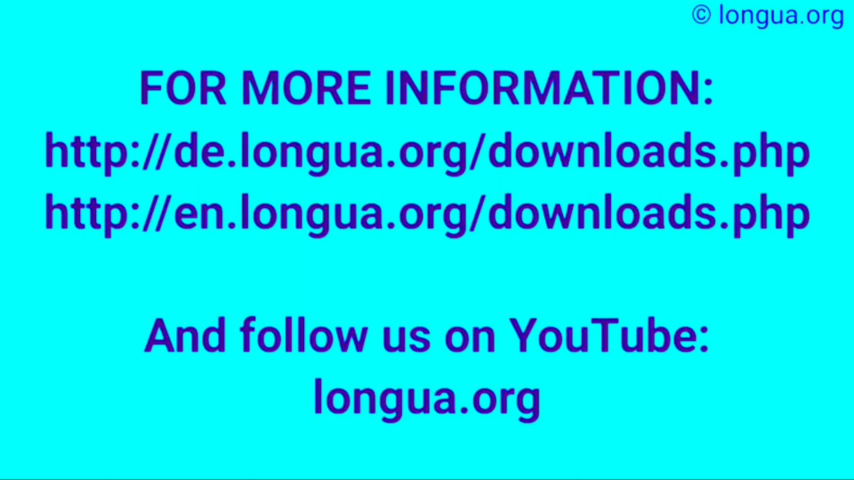 © longua.org
FOR MORE INFORMATION:
http://de.longua.org/downloads.php
http://en.longua.org/downloads.php
And follow us on YouTube:
longua.org